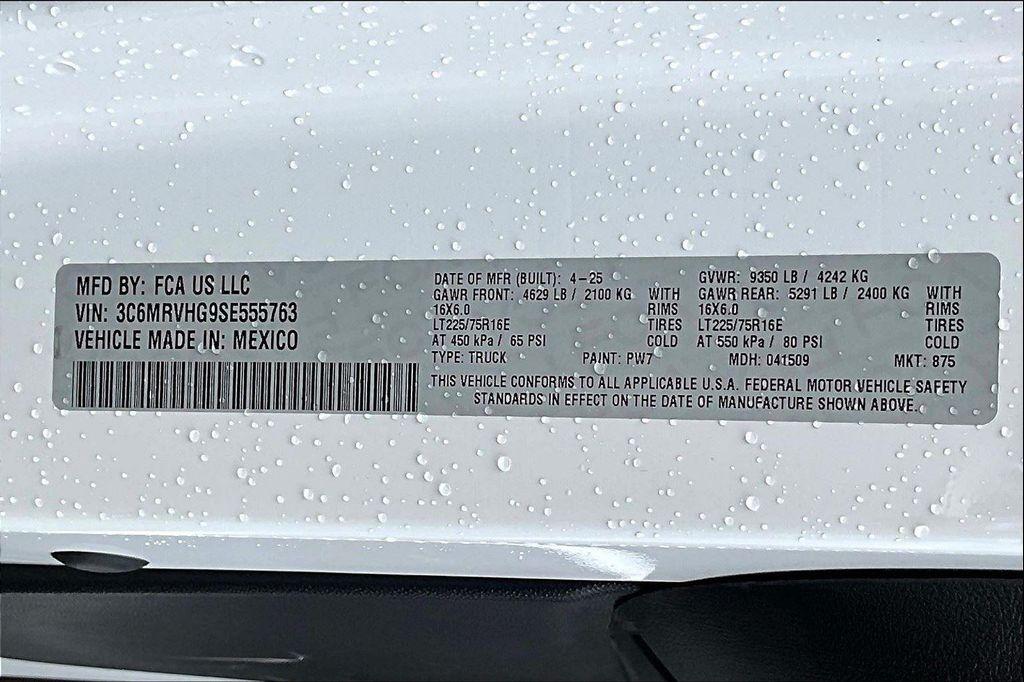 MFD BY: FCA US LLC
VIN: 3C6MRVHG9SE555763
VEHICLE MADE IN: MEXICO
DATE OF MFR (BUILT): 4-25
GAWR FRONT: 4629 LB / 2100 KG WITH
16X6.0 RIMS
LT225/75R16E TIRES
AT 450 kPa / 65 PSI COLD
TYPE: TRUCK PAINT: PW7
GVWR: 9350 LB / 4242 KG
GAWR REAR: 5291 LB / 2400 KG WITH
16X6.0 RIMS
LT225/75R16E TIRES
AT 550 kPa / 80 PSI COLD
MDH: 041509 MKT: 875
THIS VEHICLE CONFORMS TO ALL APPLICABLE U.S.A. FEDERAL MOTOR VEHICLE SAFETY
STANDARDS IN EFFECT ON THE DATE OF MANUFACTURE SHOWN ABOVE.